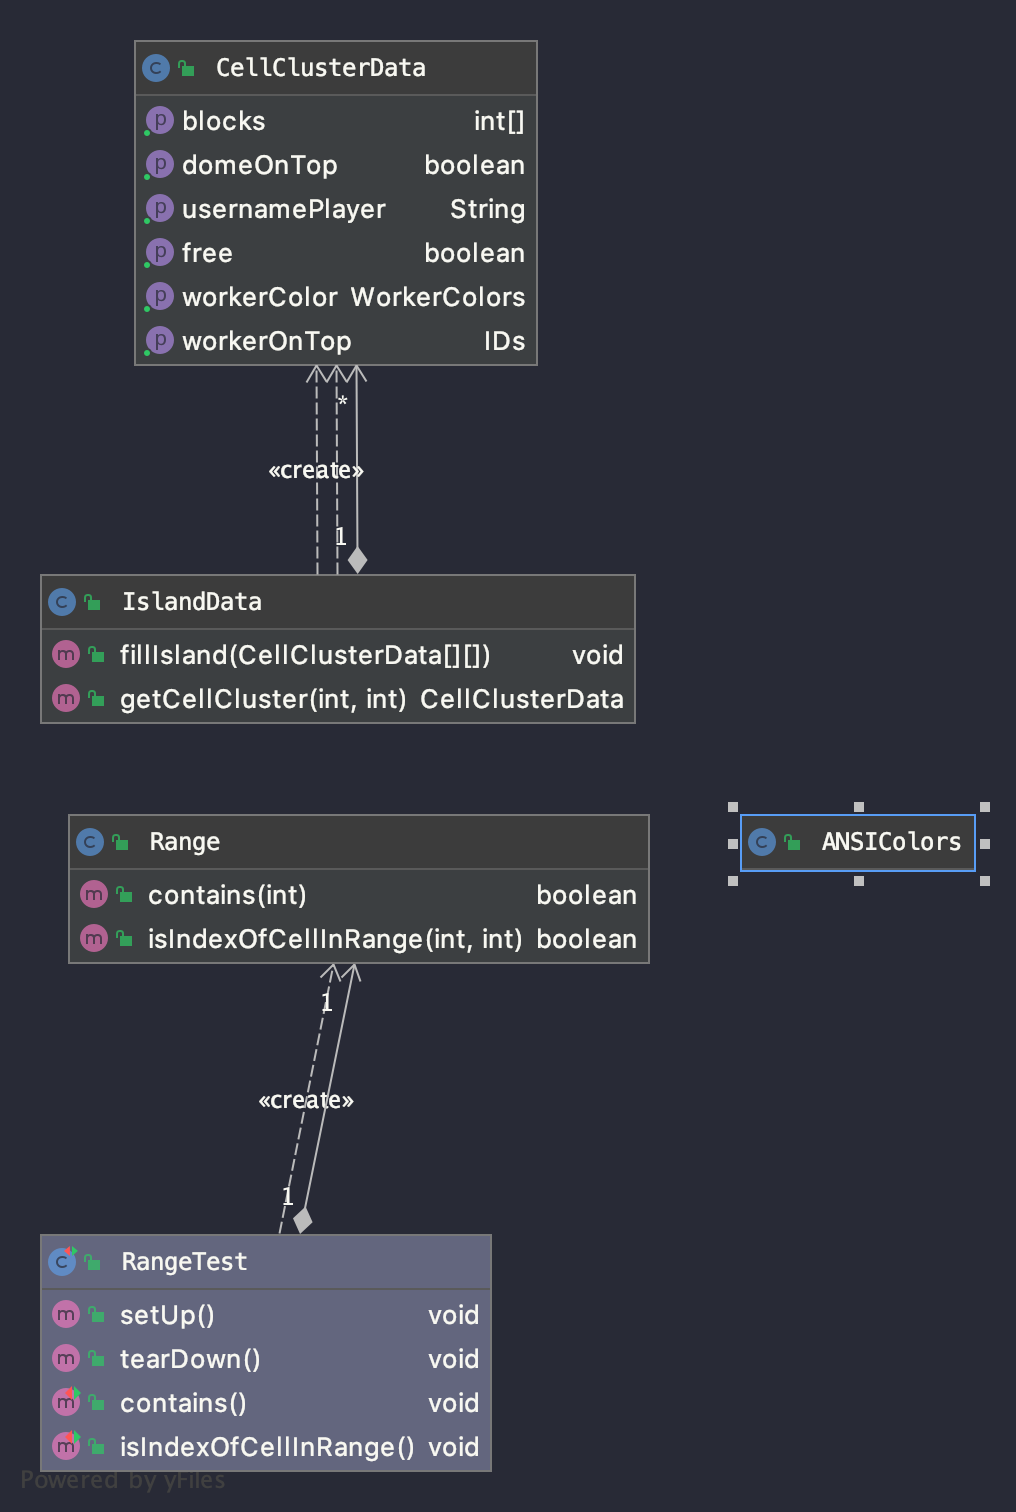 CellClusterData
blocks int[]
domeOnTop boolean
usernamePlayer String
free boolean
workerColor WorkerColors
workerOnTop IDs
*
«create»
1
IslandData
fillIsland(CellClusterData[][]) void
getCellCluster(int, int) CellClusterData
Range
contains(int) boolean
isIndexOfCellInRange(int, int) boolean
ANSIColors
1
«create»
1
RangeTest
setUp() void
tearDown() void
contains() void
isIndexOfCellInRange() void
Powered by yFiles